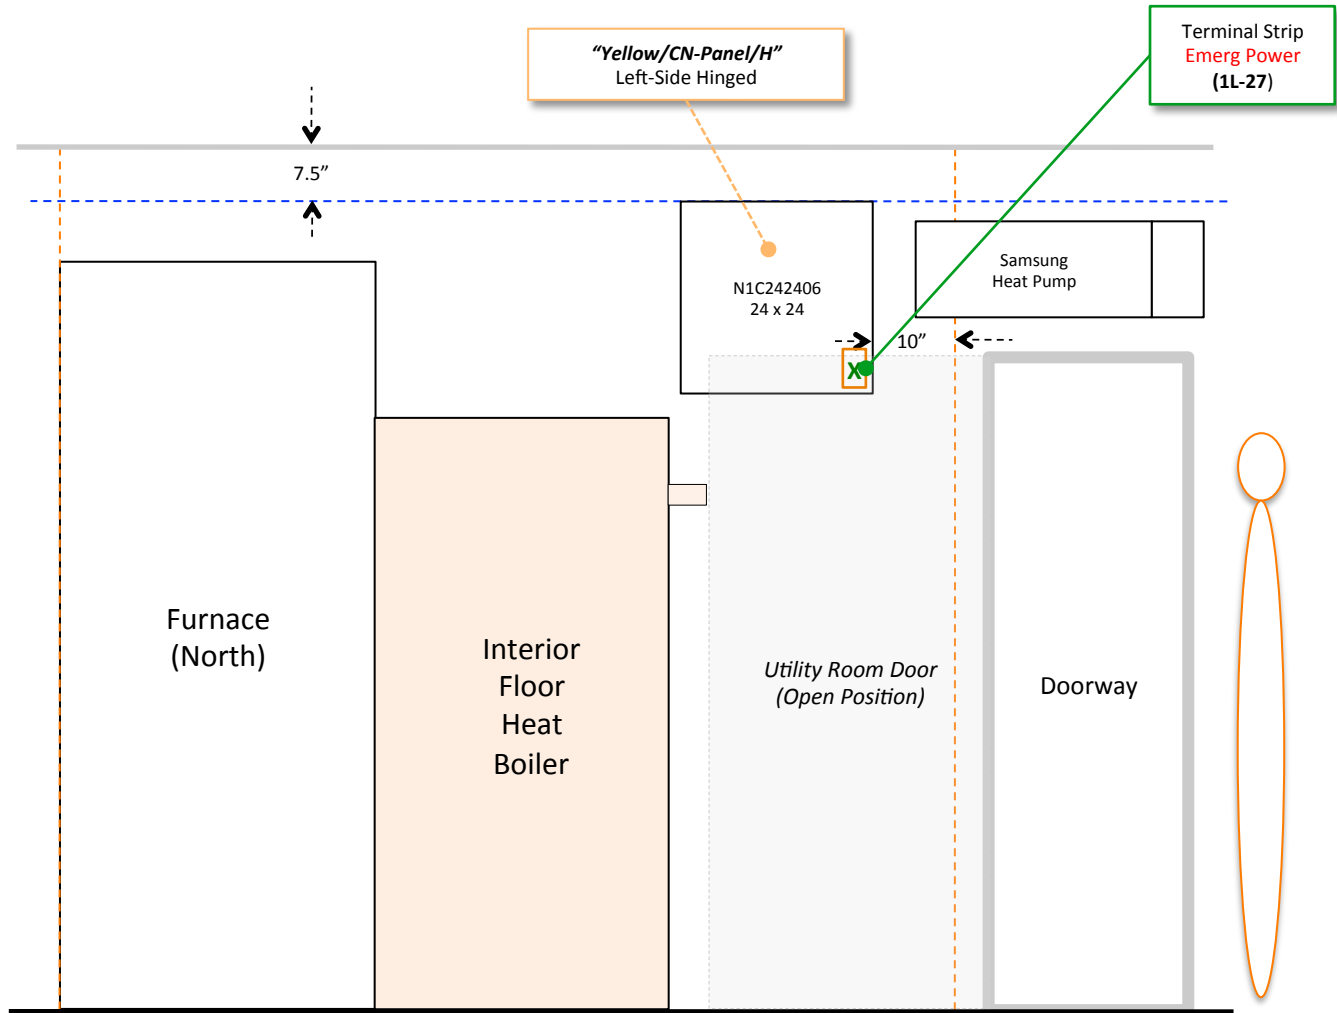 “Yellow/CN-Panel/H”
Left-Side Hinged
Terminal Strip
Emerg Power
(1L-27)
7.5”
N1C242406
24 x 24
Samsung
Heat Pump
10”
X
Furnace
(North)
Interior
Floor
Heat
Boiler
Utility Room Door
(Open Position)
Doorway